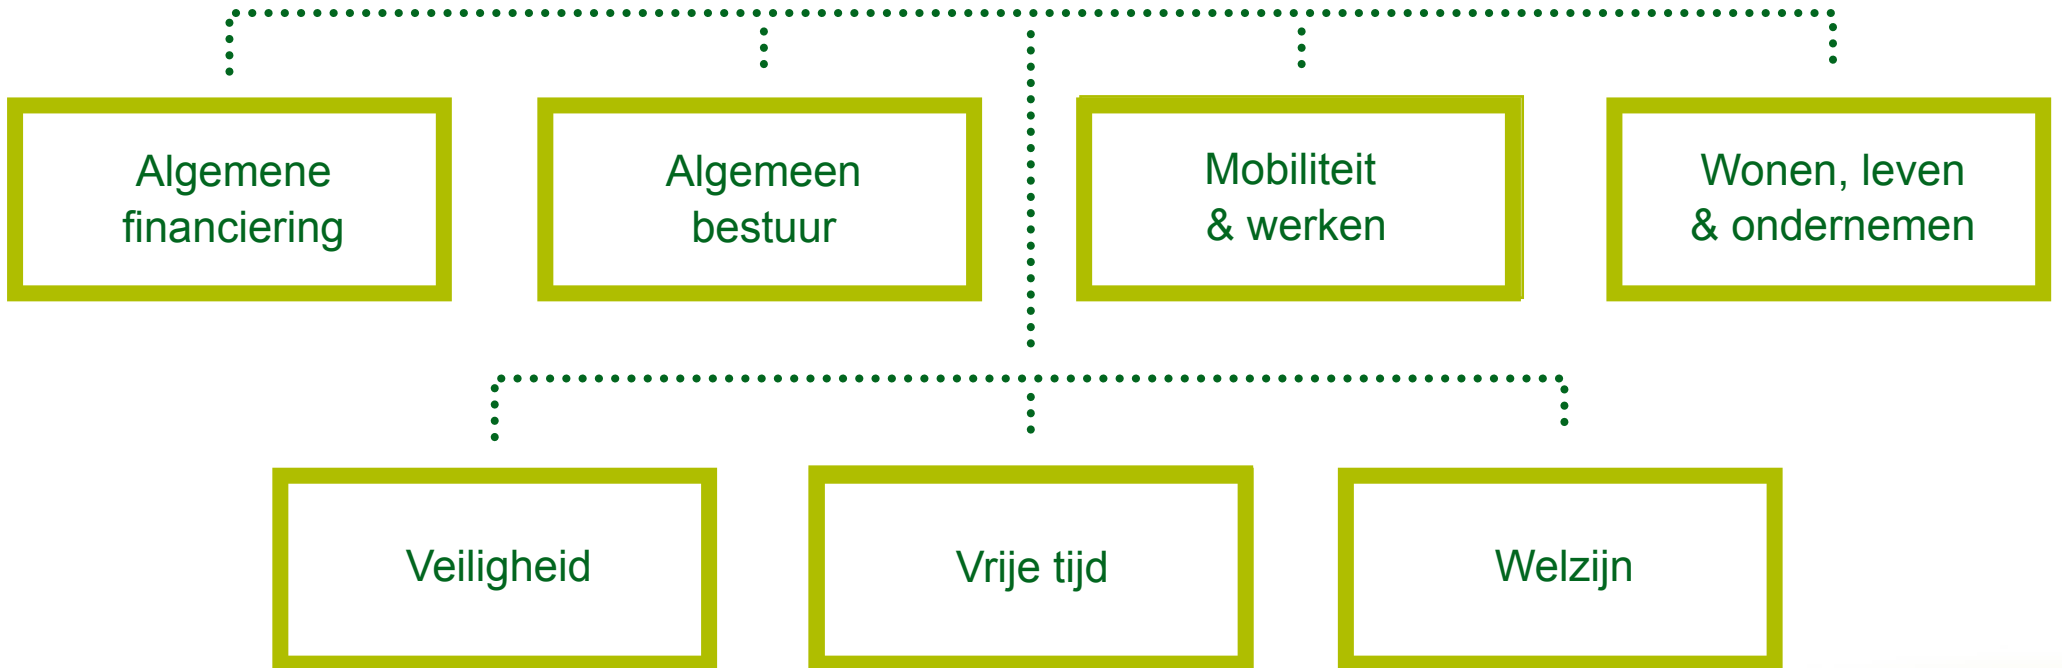 Algemene
financiering
Algemeen
bestuur
Mobiliteit
& werken
Wonen, leven
& ondernemen
Veiligheid
Vrije tijd
Welzijn